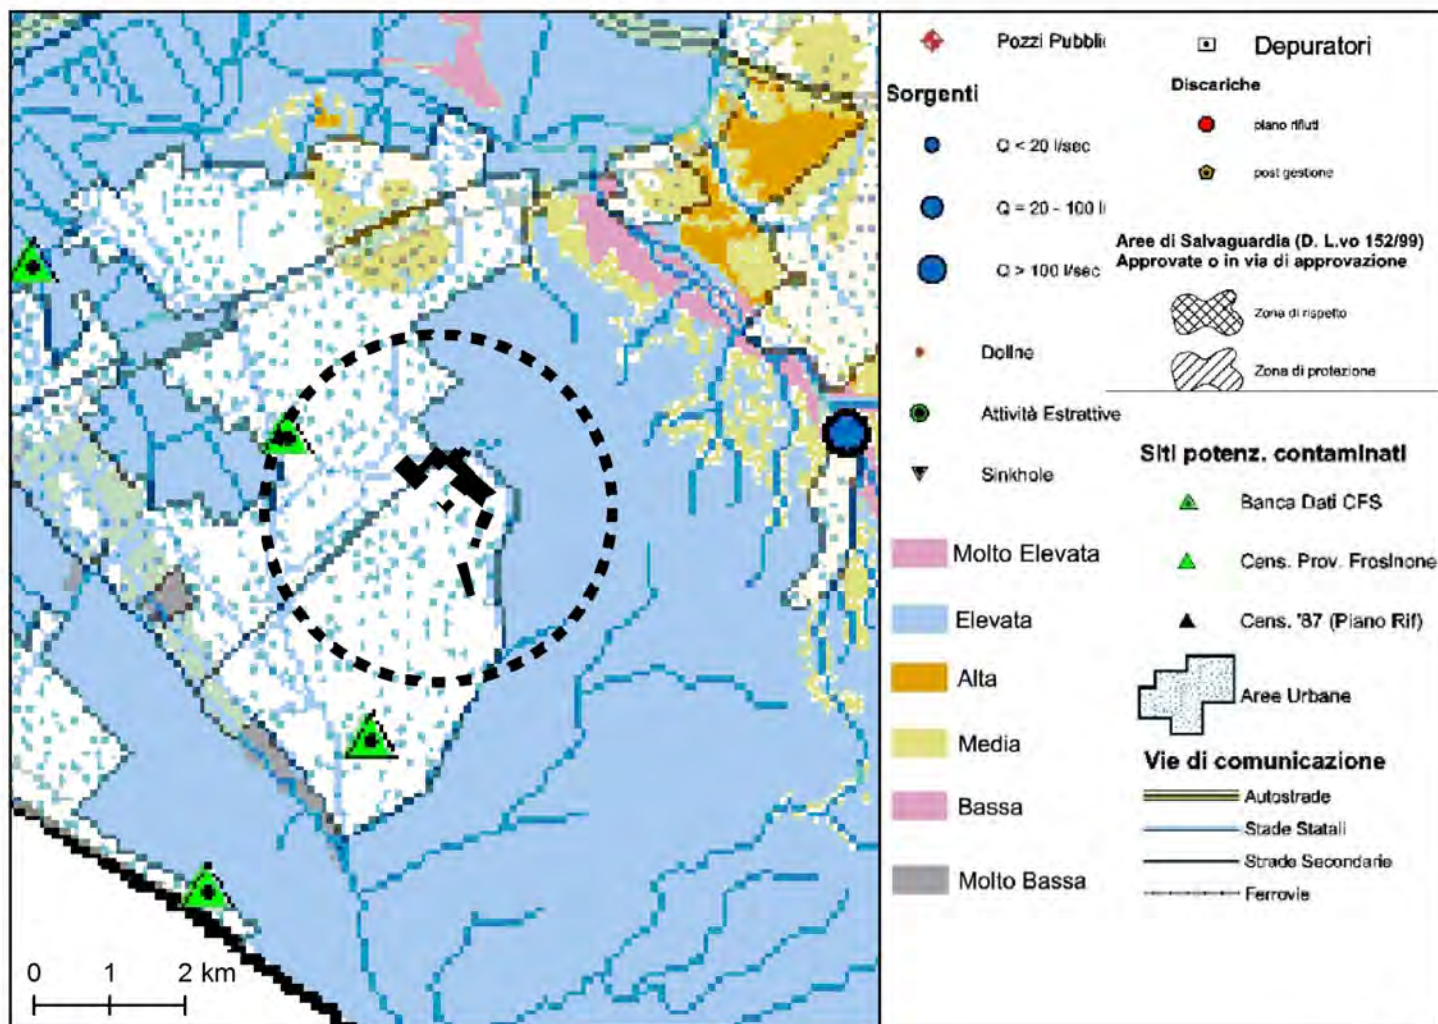 Pozzi Pubbli
Sorgenti
Q < 20 l/sec
Q = 20 - 100 l
Q > 100 l/sec
Doline
Attività Estrattive
Sinkhole
Molto Elevata
Elevata
Alta
Media
Bassa
Molto Bassa
Depuratori
Discariche
piano rifiuti
post gestione
Aree di Salvaguardia (D. L.vo 152/99)
Approvate o in via di approvazione
Zona di rispetto
Zona di protezione
Siti potenz. contaminati
Banca Dati CFS
Cens. Prov. Frosinone
Cens. '87 (Piano Rif)
Aree Urbane
Vie di comunicazione
Autostrade
Stade Statali
Strade Secondarie
Ferrovie
0 1 2 km